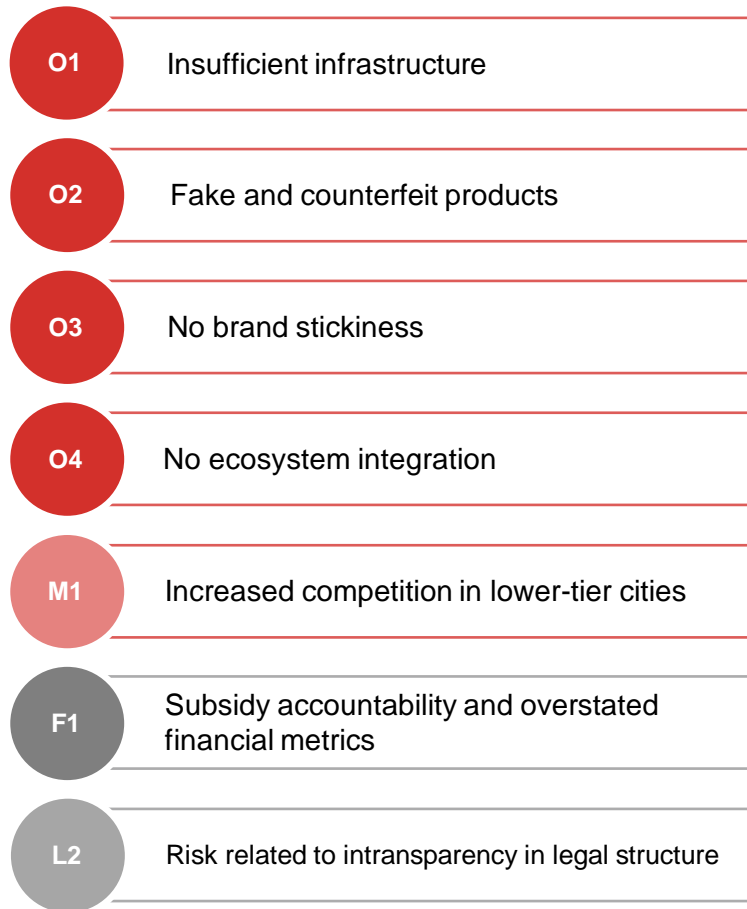 O1
Insufficient infrastructure
O2
Fake and counterfeit products
O3
No brand stickiness
O4
No ecosystem integration
M1
Increased competition in lower-tier cities
F1
Subsidy accountability and overstated
financial metrics
L2
Risk related to intransparency in legal structure